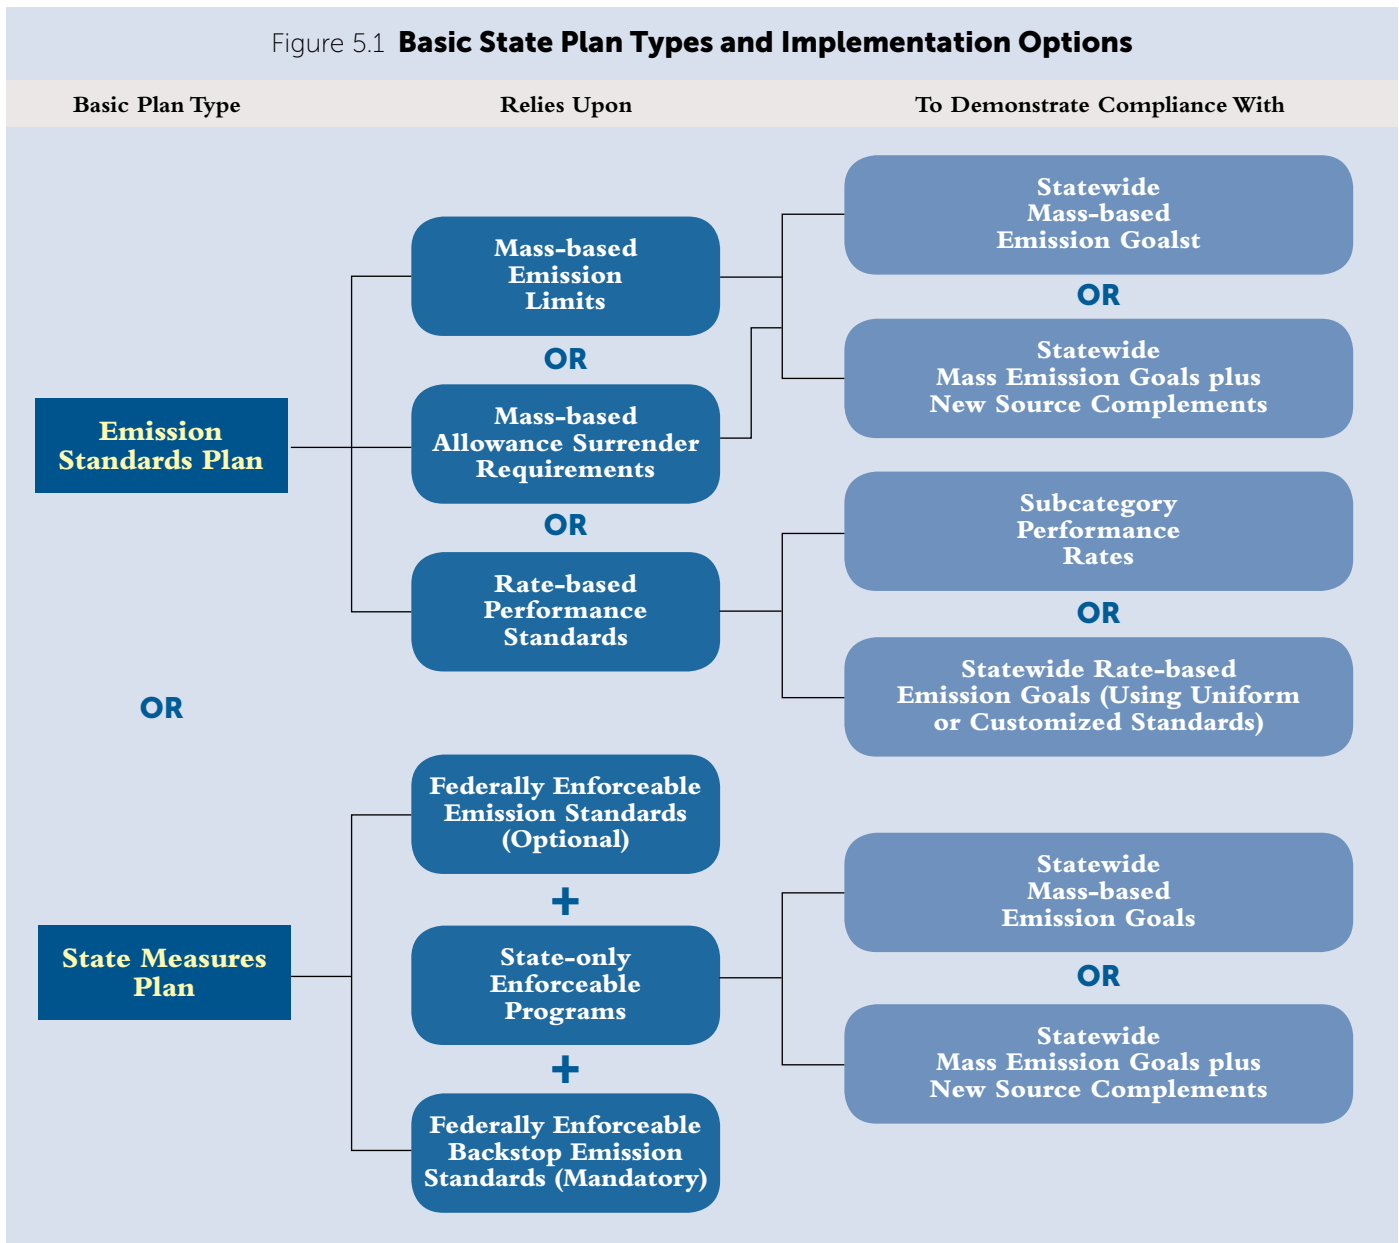 Figure 5.1 Basic State Plan Types and Implementation Options
Basic Plan Type
Relies Upon
To Demonstrate Compliance With
Emission
Standards Plan
Mass-based
Emission
Limits
OR
Mass-based
Allowance Surrender
Requirements
OR
Rate-based
Performance
Standards
Statewide
Mass-based
Emission Goalst
OR
Statewide
Mass Emission Goals plus
New Source Complements
Subcategory
Performance
Rates
OR
Statewide Rate-based
Emission Goals (Using Uniform
or Customized Standards)
OR
State Measures
Plan
Federally Enforceable
Emission Standards
(Optional)
+
State-only
Enforceable
Programs
+
Federally Enforceable
Backstop Emission
Standards (Mandatory)
Statewide
Mass-based
Emission Goals
OR
Statewide
Mass Emission Goals plus
New Source Complements